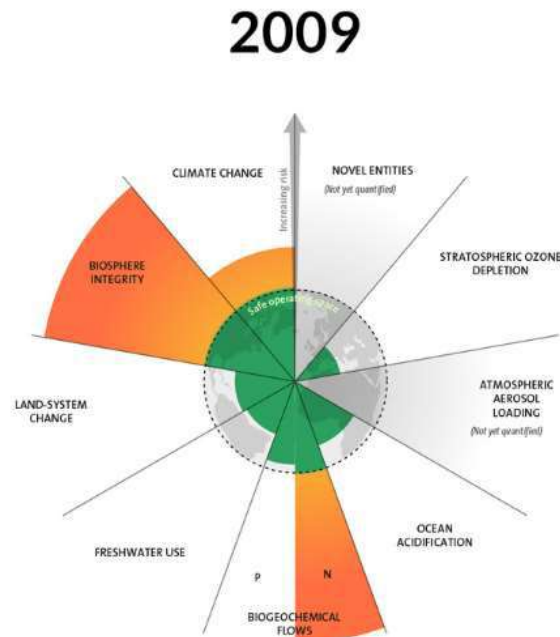 2009
CLIMATE CHANGE
Increasing risk
NOVEL ENTITIES
(Not yet quantified)
STRATOSPHERIC OZONE
DEPLETION
BIOSPHERE
INTEGRITY
Safe operating space
ATMOSPHERIC
AEROSOL
LOADING
(Not yet quantified)
LAND-SYSTEM
CHANGE
FRESHWATER USE
OCEAN
ACIDIFICATION
P
N
BIOGEOCHEMICAL
FLOWS